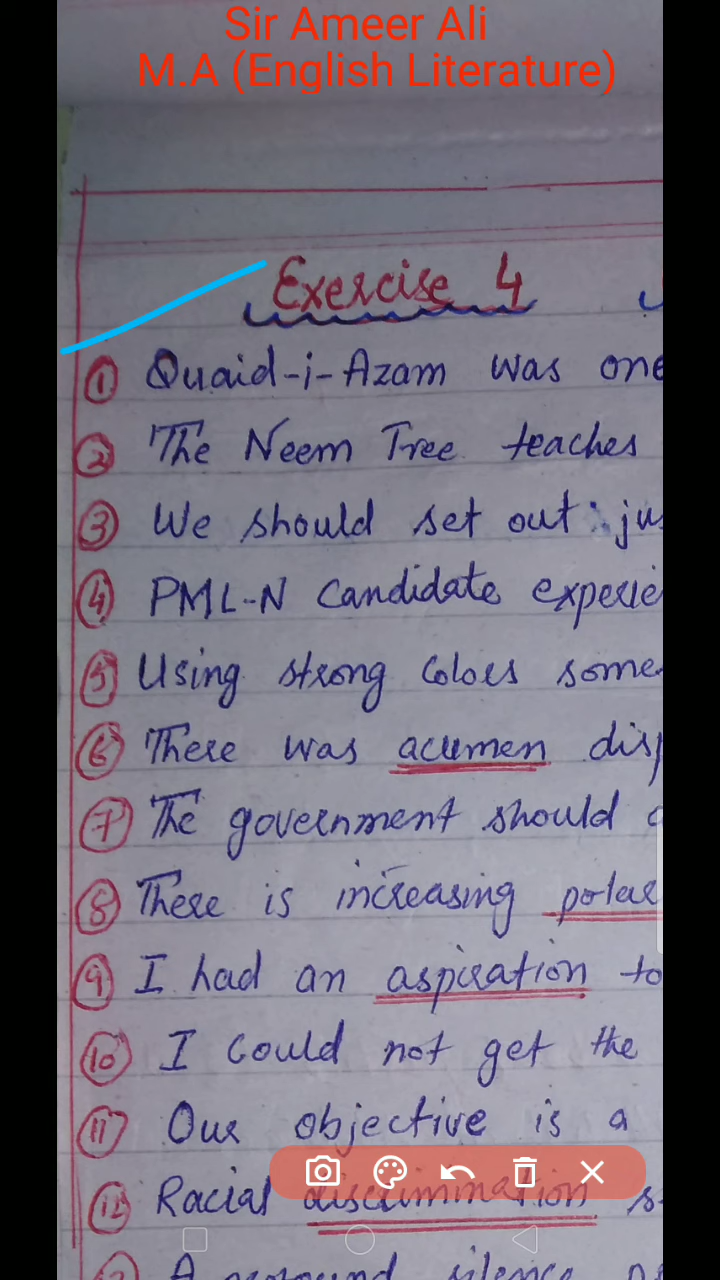 Sir Ameer Ali
M.A (English Literature)
Exercise 4
① Quaid-i-Azam was one
② The Neem Tree teaches
③ We should set out
④ PML-N Candidate
⑤ Using strong Colors
⑥ There was acumen
⑦ The government should
⑧ There is increasing
⑨ I had an aspiration to
⑩ I Could not get the
⑪ Our objective is a
⑫ Racial discrimination
A silence